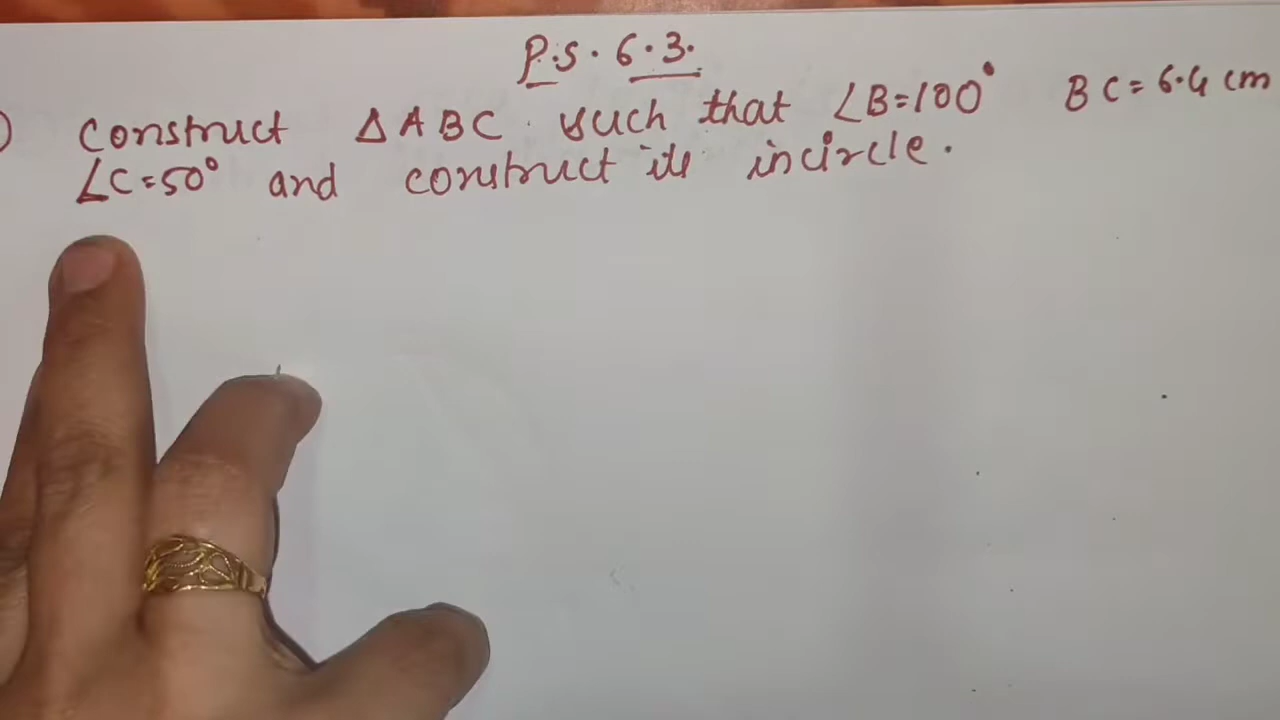 P.S. 6.3.
) Construct ΔABC such that ∠B=100° BC=6.4 cm
∠C=50° and construct its incircle.